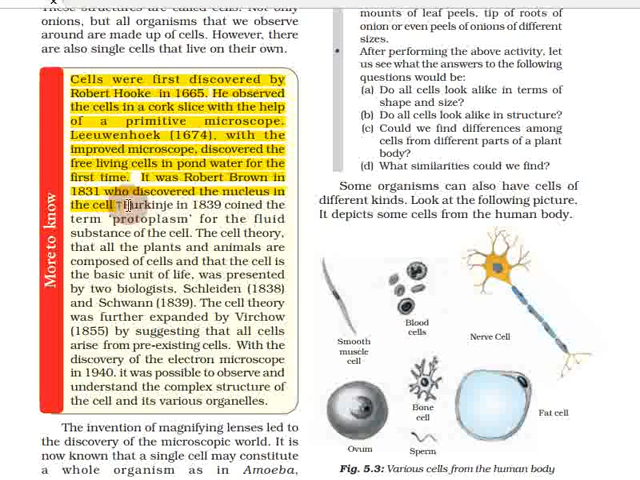 These structures are called cells. Not only
onions, but all organisms that we observe
around are made up of cells. However, there
are also single cells that live on their own.
More to know
Cells were first discovered by
Robert Hooke in 1665. He observed
the cells in a cork slice with the help
of a primitive microscope.
Leeuwenhoek (1674), with the
improved microscope, discovered the
free living cells in pond water for the
first time. It was Robert Brown in
1831 who discovered the nucleus in
the cell. Purkinje in 1839 coined the
term ‘protoplasm’ for the fluid
substance of the cell. The cell theory,
that all the plants and animals are
composed of cells and that the cell is
the basic unit of life, was presented
by two biologists, Schleiden (1838)
and Schwann (1839). The cell theory
was further expanded by Virchow
(1855) by suggesting that all cells
arise from pre-existing cells. With the
discovery of the electron microscope
in 1940, it was possible to observe and
understand the complex structure of
the cell and its various organelles.
The invention of magnifying lenses led to
the discovery of the microscopic world. It is
now known that a single cell may constitute
a whole organism as in Amoeba,
mounts of leaf peels, tip of roots of
onion or even peels of onions of different
sizes.
• After performing the above activity, let
us see what the answers to the following
questions would be:
(a) Do all cells look alike in terms of
shape and size?
(b) Do all cells look alike in structure?
(c) Could we find differences among
cells from different parts of a plant
body?
(d) What similarities could we find?
Some organisms can also have cells of
different kinds. Look at the following picture.
It depicts some cells from the human body.
Smooth
muscle
cell
Blood
cells
Nerve Cell
Bone
cell
Fat cell
Ovum
Sperm
Fig. 5.3: Various cells from the human body